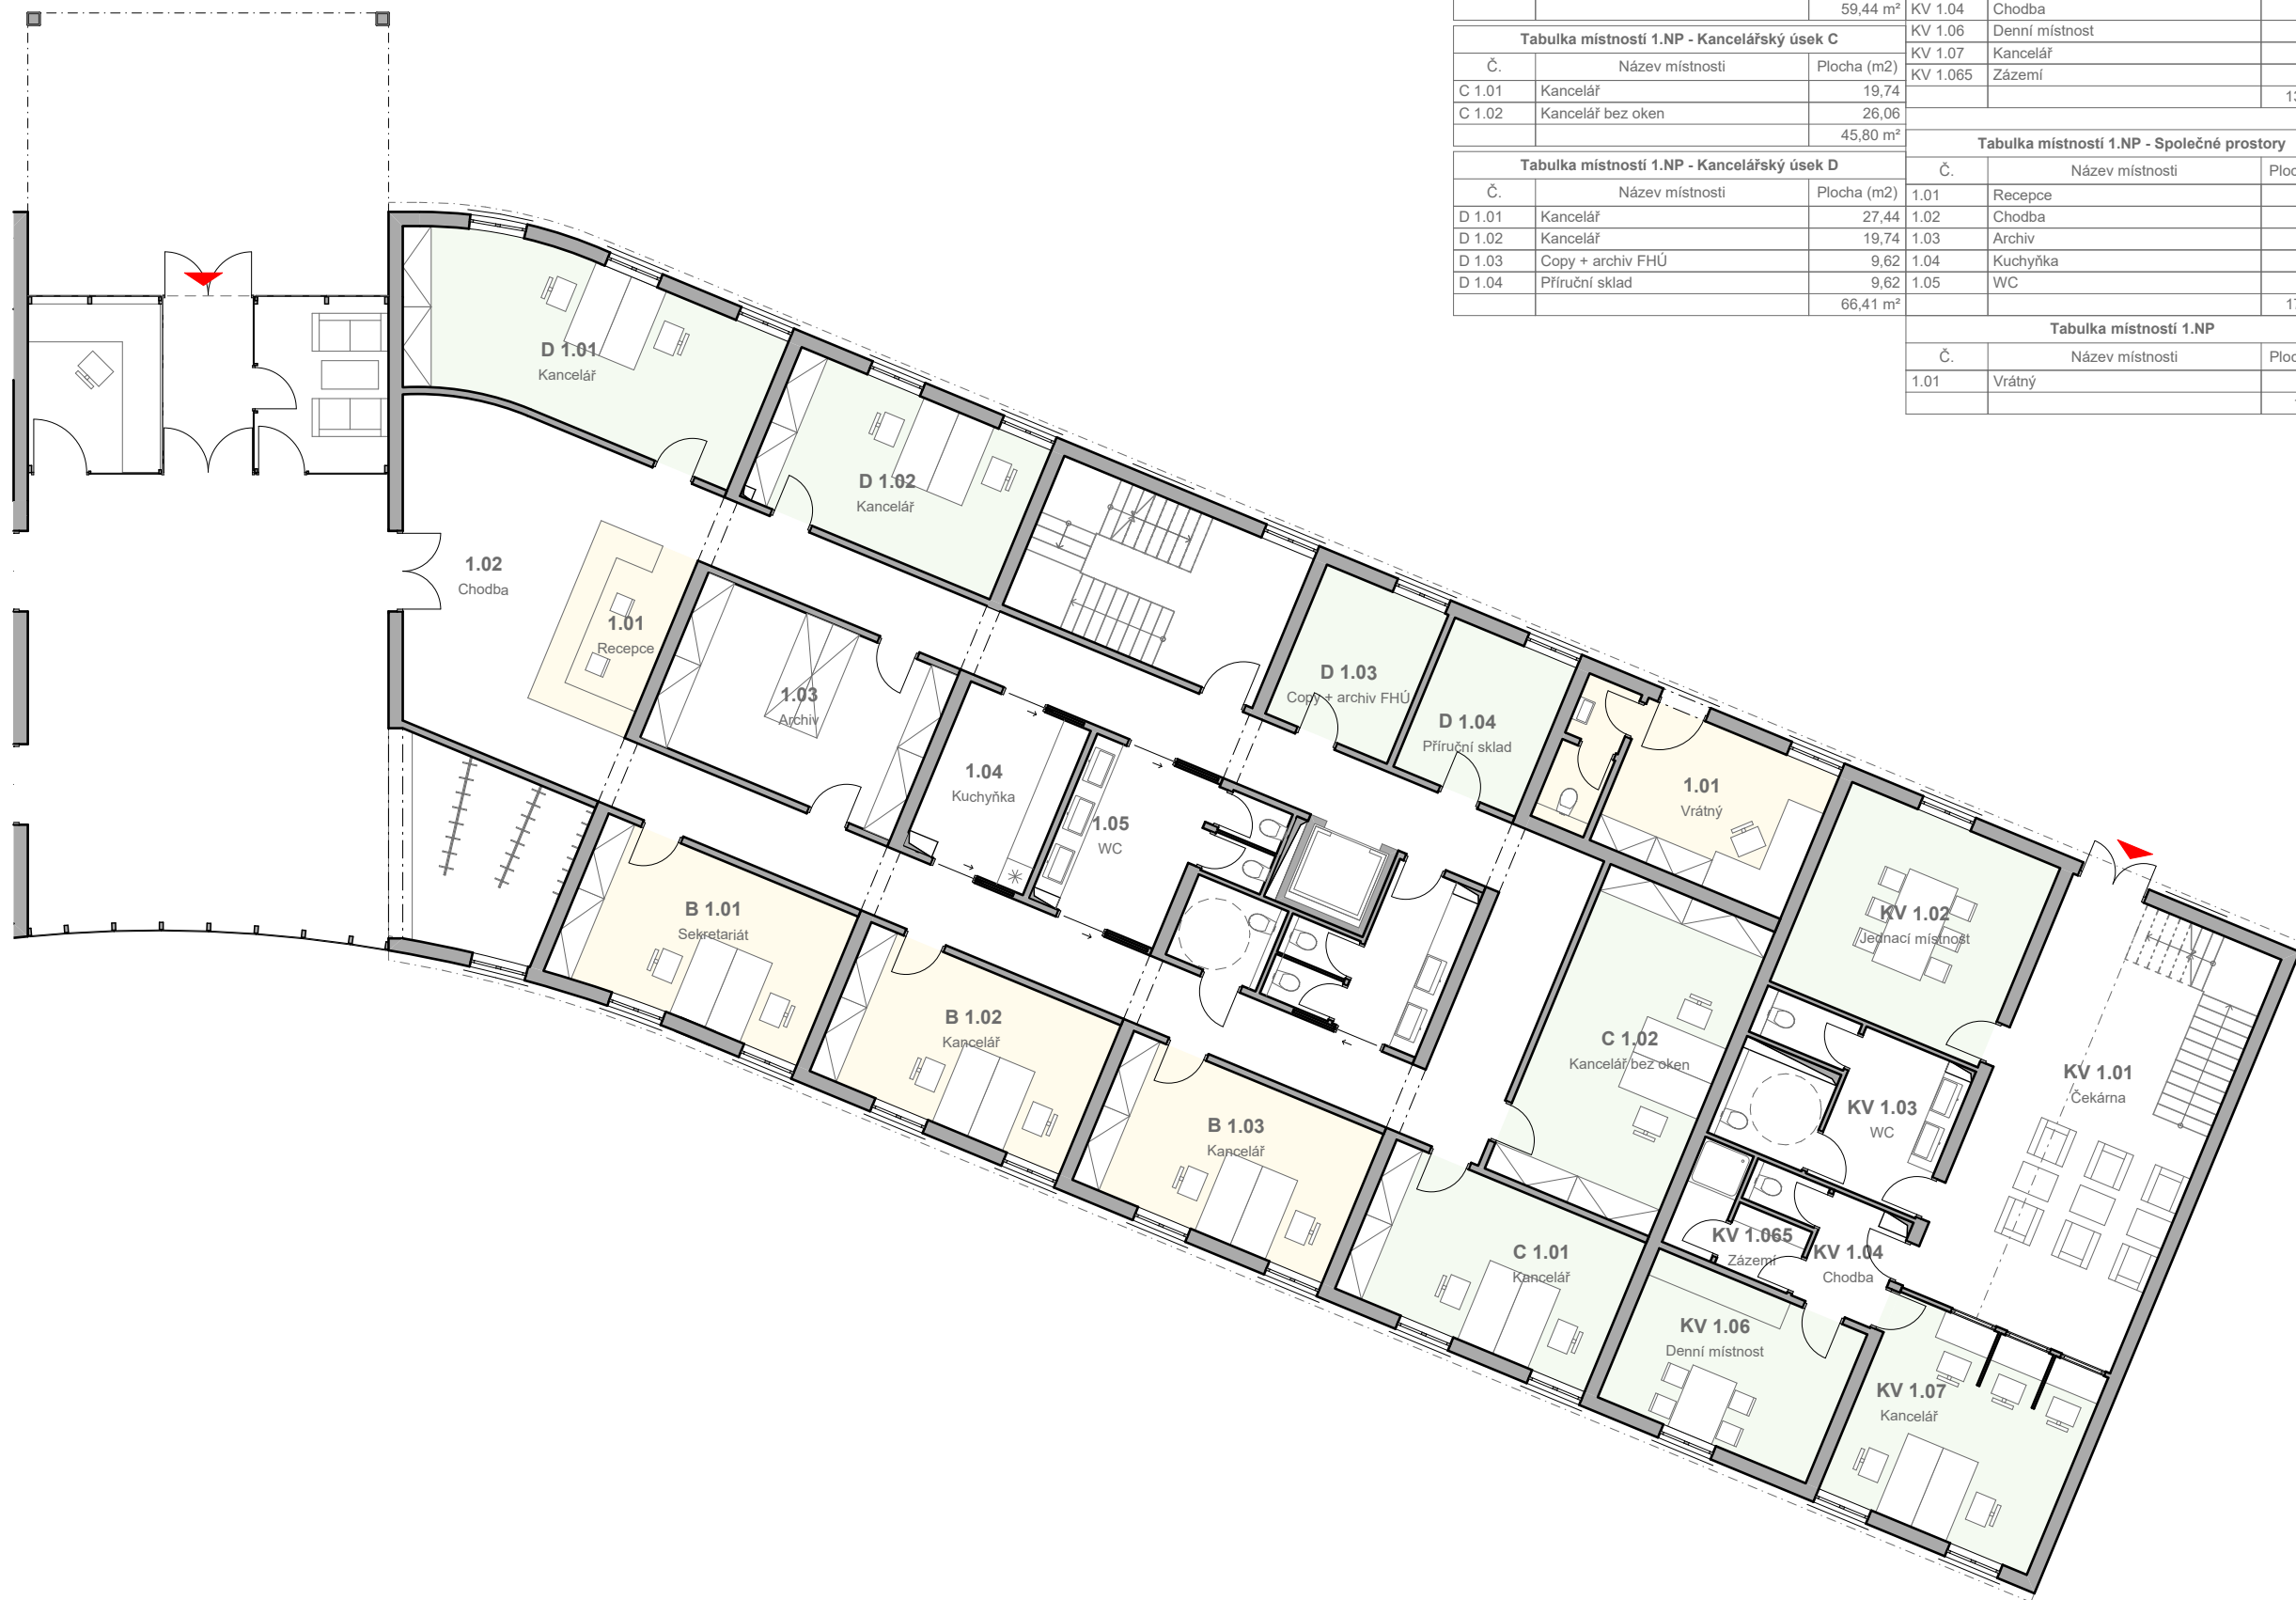 59,44 m²
Tabulka místností 1.NP - Kancelářský úsek C
Č. Název místnosti Plocha (m2)
C 1.01 Kancelář 19,74
C 1.02 Kancelář bez oken 26,06
45,80 m²
Tabulka místností 1.NP - Kancelářský úsek D
Č. Název místnosti Plocha (m2)
D 1.01 Kancelář 27,44
D 1.02 Kancelář 19,74
D 1.03 Copy + archiv FHÚ 9,62
D 1.04 Příruční sklad 9,62
66,41 m²
KV 1.04 Chodba
KV 1.06 Denní místnost
KV 1.07 Kancelář
KV 1.065 Zázemí
Tabulka místností 1.NP - Společné prostory
Č. Název místnosti
1.01 Recepce
1.02 Chodba
1.03 Archiv
1.04 Kuchyňka
1.05 WC
Tabulka místností 1.NP
Č. Název místnosti
1.01 Vrátný
D 1.01
Kancelář
D 1.02
Kancelář
1.02
Chodba
1.01
Recepce
1.03
Archiv
D 1.03
Copy + archiv FHÚ
D 1.04
Příruční sklad
1.04
Kuchyňka
1.05
WC
1.01
Vrátný
B 1.01
Sekretariát
B 1.02
Kancelář
B 1.03
Kancelář
C 1.02
Kancelář bez oken
C 1.01
Kancelář
KV 1.02
Jednací místnost
KV 1.01
Čekárna
KV 1.03
WC
KV 1.065
Zázemí
KV 1.04
Chodba
KV 1.06
Denní místnost
KV 1.07
Kancelář